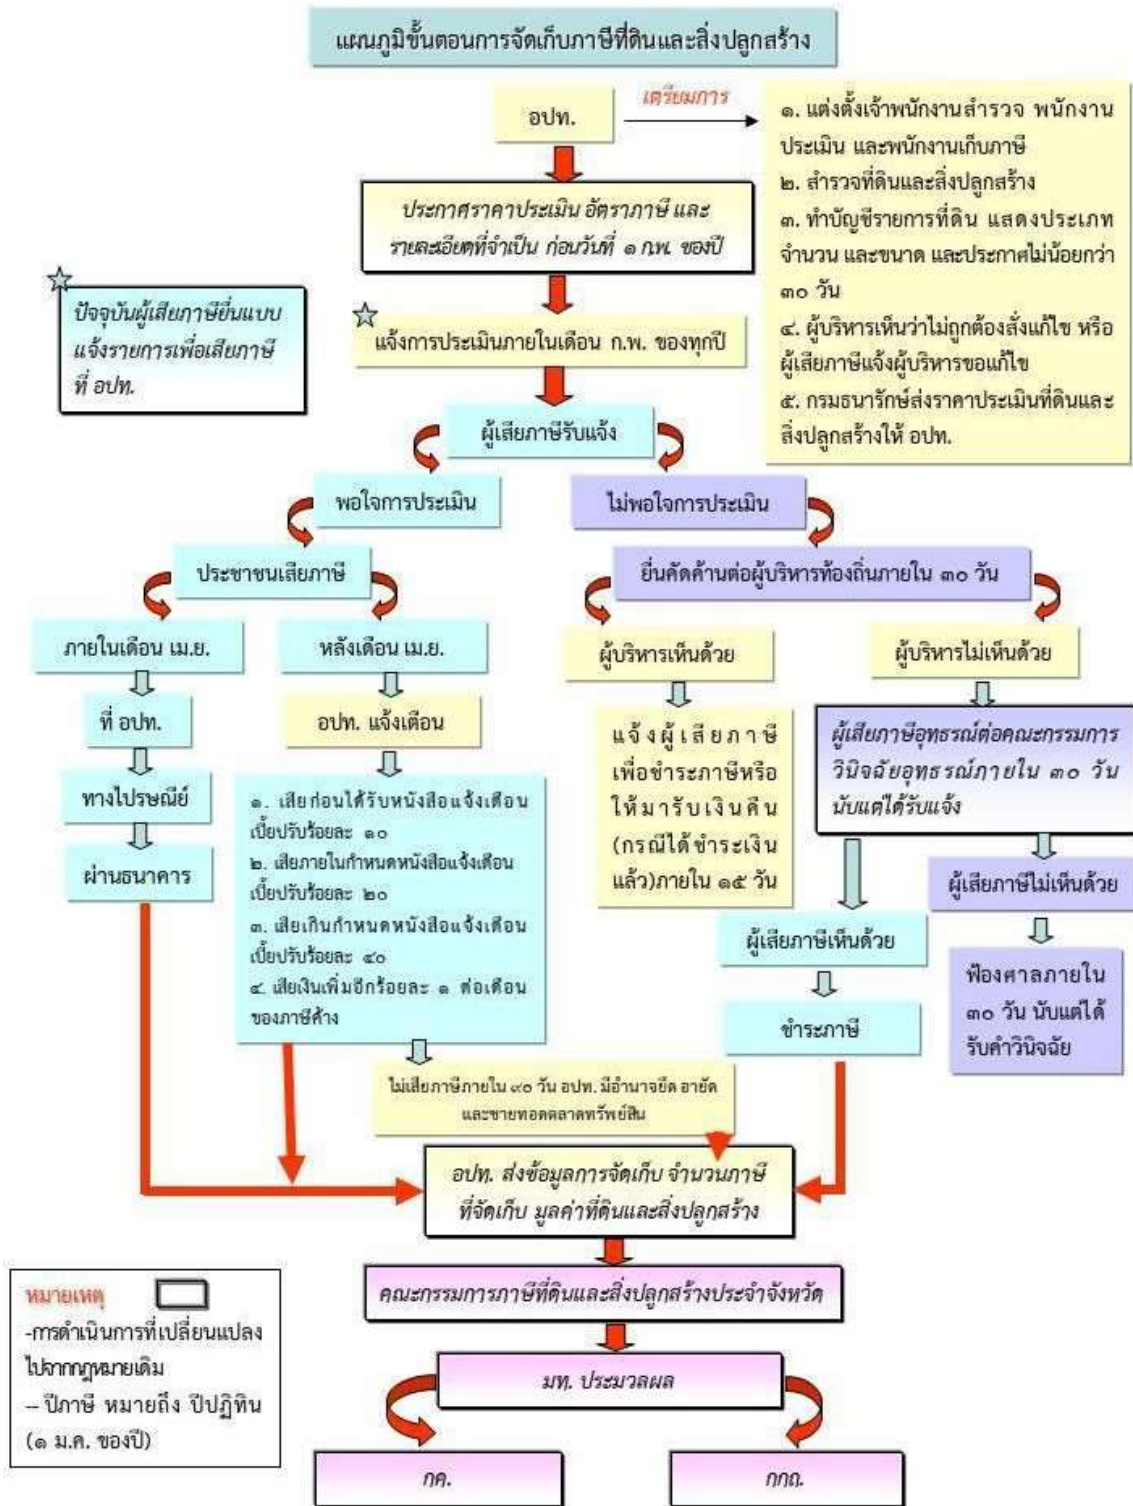 แผนภูมิขั้นตอนการจัดเก็บภาษีที่ดินและสิ่งปลูกสร้าง
อปท.
เตรียมการ
๑. แต่งตั้งเจ้าพนักงานสำรวจ พนักงาน
ประเมิน และพนักงานเก็บภาษี
๒. สำรวจที่ดินและสิ่งปลูกสร้าง
๓. ทำบัญชีรายการที่ดิน แสดงประเภท
จำนวน และขนาด และประกาศไม่น้อยกว่า
๓๐ วัน
๔. ผู้บริหารเห็นว่าไม่ถูกต้องสั่งแก้ไข หรือ
ผู้เสียภาษีแจ้งผู้บริหารขอแก้ไข
๕. กรมธนารักษ์ส่งราคาประเมินที่ดินและ
สิ่งปลูกสร้างให้ อปท.
ประกาศราคาประเมิน อัตราภาษี และ
รายละเอียดที่จำเป็น ก่อนวันที่ ๑ ก.พ. ของปี
ปัจจุบันผู้เสียภาษียื่นแบบ
แจ้งรายการเพื่อเสียภาษี
ที่ อปท.
แจ้งการประเมินภายในเดือน ก.พ. ของทุกปี
ผู้เสียภาษีรับแจ้ง
พอใจการประเมิน
ไม่พอใจการประเมิน
ประชาชนเสียภาษี
ยื่นคัดค้านต่อผู้บริหารท้องถิ่นภายใน ๓๐ วัน
ภายในเดือน เม.ย.
หลังเดือน เม.ย.
ผู้บริหารเห็นด้วย
ผู้บริหารไม่เห็นด้วย
ที่ อปท.
อปท. แจ้งเตือน
ทางไปรษณีย์
ผ่านธนาคาร
๑. เสียก่อนได้รับหนังสือแจ้งเตือน
เบี้ยปรับร้อยละ ๑๐
๒. เสียภายในกำหนดหนังสือแจ้งเตือน
เบี้ยปรับร้อยละ ๒๐
๓. เสียเกินกำหนดหนังสือแจ้งเตือน
เบี้ยปรับร้อยละ ๔๐
๔. เสียเงินเพิ่มอีกร้อยละ ๑ ต่อเดือน
ของภาษีค้าง
แจ้งผู้เสียภาษี
เพื่อชำระภาษีหรือ
ให้มารับเงินคืน
(กรณีได้ชำระเงิน
แล้ว)ภายใน ๑๕ วัน
ผู้เสียภาษีอุทธรณ์ต่อคณะกรรมการ
วินิจฉัยอุทธรณ์ภายใน ๓๐ วัน
นับแต่ได้รับแจ้ง
ผู้เสียภาษีไม่เห็นด้วย
ผู้เสียภาษีเห็นด้วย
ฟ้องศาลภายใน
๓๐ วัน นับแต่ได้
รับคำวินิจฉัย
ชำระภาษี
ไม่เสียภาษีภายใน ๙๐ วัน อปท. มีอำนาจยึด อายัด
และขายทอดตลาดทรัพย์สิน
อปท. ส่งข้อมูลการจัดเก็บ จำนวนภาษี
ที่จัดเก็บ มูลค่าที่ดินและสิ่งปลูกสร้าง
คณะกรรมการภาษีที่ดินและสิ่งปลูกสร้างประจำจังหวัด
มท. ประมวลผล
กค.
กกถ.
หมายเหตุ
-การดำเนินการที่เปลี่ยนแปลง
ไปจากกฎหมายเดิม
– ปีภาษี หมายถึง ปีปฏิทิน
(๑ ม.ค. ของปี)